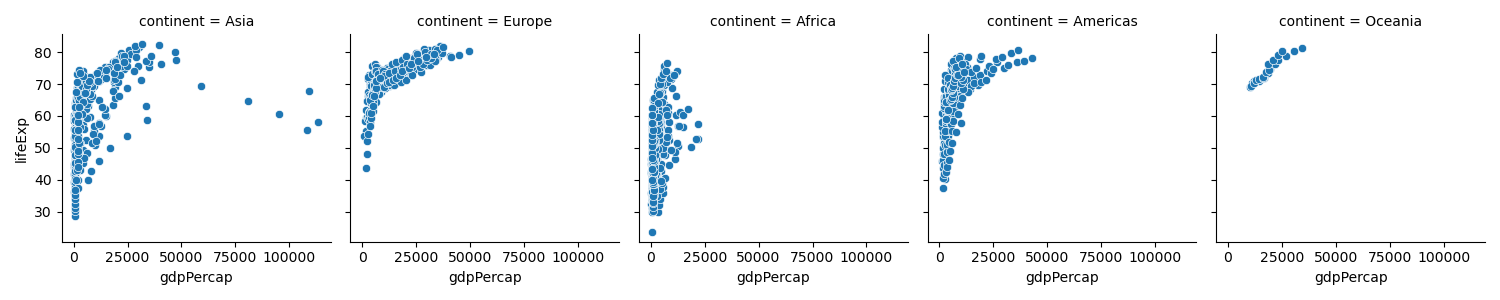 continent = Asia
continent = Europe
continent = Africa
continent = Americas
continent = Oceania
lifeExp
80
70
60
50
40
30
0 25000 50000 75000 100000
0 25000 50000 75000 100000
0 25000 50000 75000 100000
0 25000 50000 75000 100000
0 25000 50000 75000 100000
gdpPercap
gdpPercap
gdpPercap
gdpPercap
gdpPercap